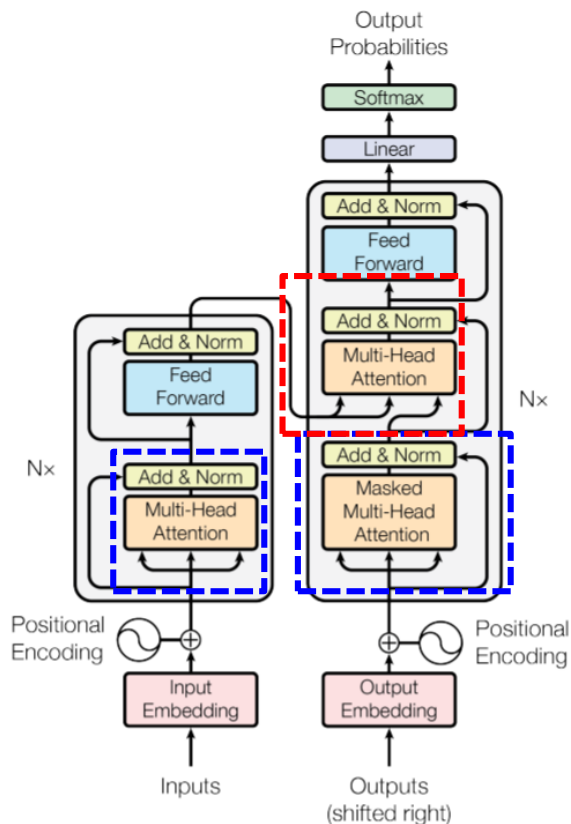 Output
Probabilities
Softmax
Linear
Add & Norm
Feed
Forward
Add & Norm
Multi-Head
Attention
Nx
Add & Norm
Masked
Multi-Head
Attention
Add & Norm
Feed
Forward
Nx
Add & Norm
Multi-Head
Attention
Positional
Encoding
Positional
Encoding
Input
Embedding
Output
Embedding
Inputs
Outputs
(shifted right)